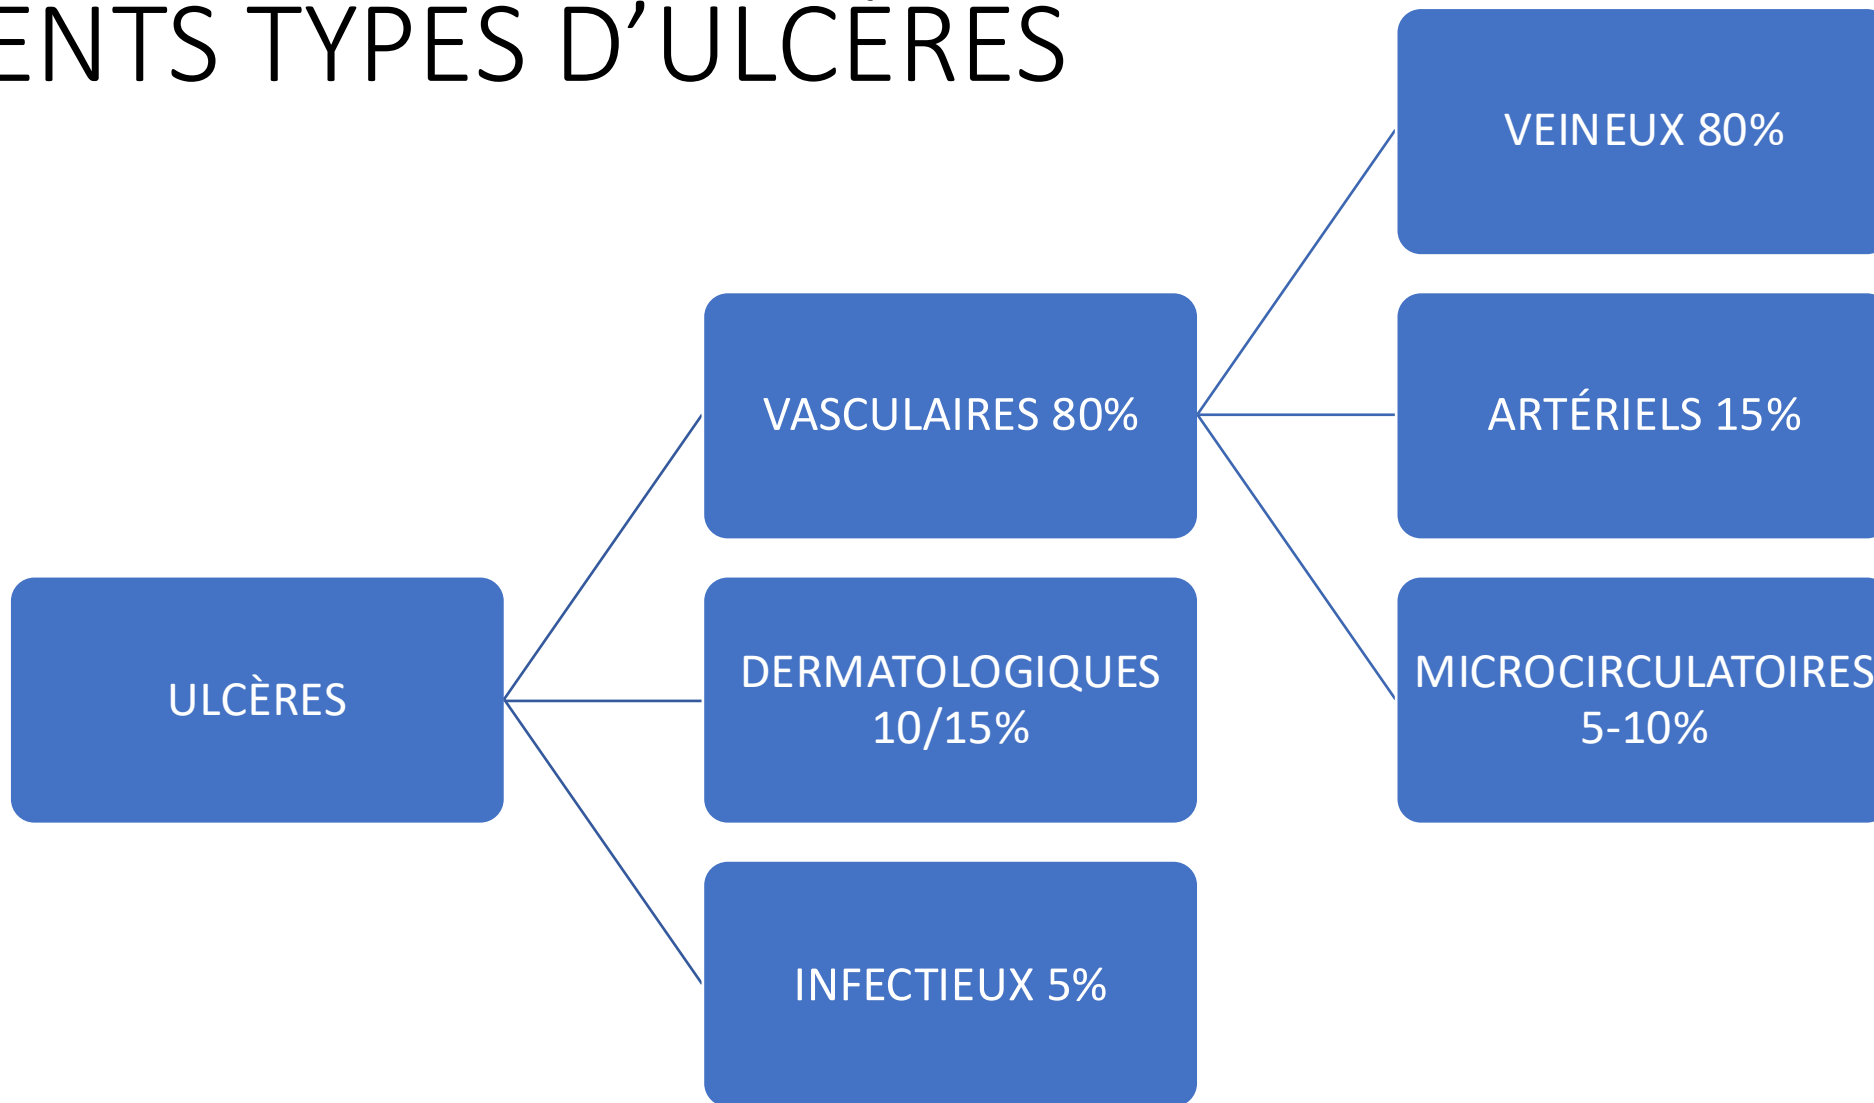 ENTS TYPES D’ULCÈRES
VEINEUX 80%
VASCULAIRES 80%
ARTÉRIELS 15%
ULCÈRES
DERMATOLOGIQUES
10/15%
MICROCIRCULATOIRES
5-10%
INFECTIEUX 5%